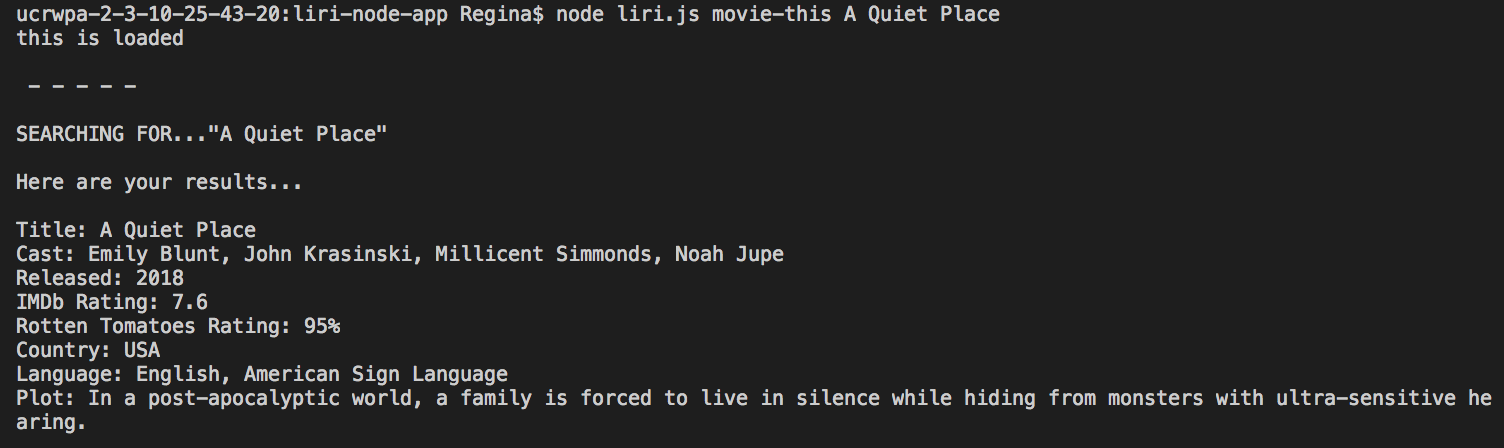 ucrwpa-2-3-10-25-43-20:liri-node-app Regina$ node liri.js movie-this A Quiet Place
this is loaded
- - - - -
SEARCHING FOR..."A Quiet Place"
Here are your results...
Title: A Quiet Place
Cast: Emily Blunt, John Krasinski, Millicent Simmonds, Noah Jupe
Released: 2018
IMDb Rating: 7.6
Rotten Tomatoes Rating: 95%
Country: USA
Language: English, American Sign Language
Plot: In a post-apocalyptic world, a family is forced to live in silence while hiding from monsters with ultra-sensitive he
aring.